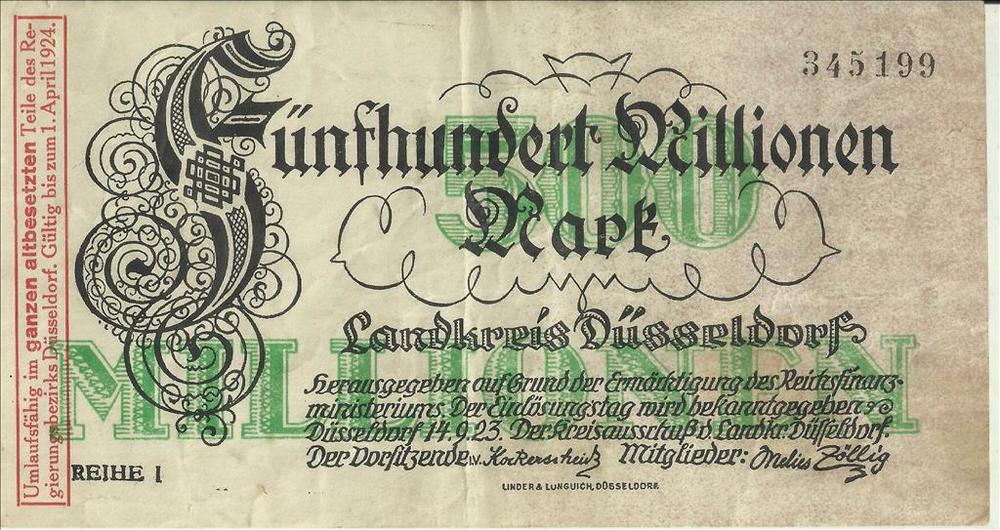 Umlaufsfähig im ganzen altbesetzten Teile des Re-
gierungsbezirks Düsseldorf. Gültig bis zum 1. April 1924.
345199
500
Fünfhundert Millionen
Mark
MILLIONEN
Landkreis Düsseldorf
Herausgegeben auf Grund der Ermächtigung des Reichsfinanz-
ministeriums. Der Einlösungstag wird bekanntgegeben
Düsseldorf 14.9.23. Der Kreisausschuß d. Landkr. Düsseldorf.
Der Vorsitzende Mitglieder: Melies Zöllig
REIHE I
LINDER & LUNGUICH, DÜSSELDORF.